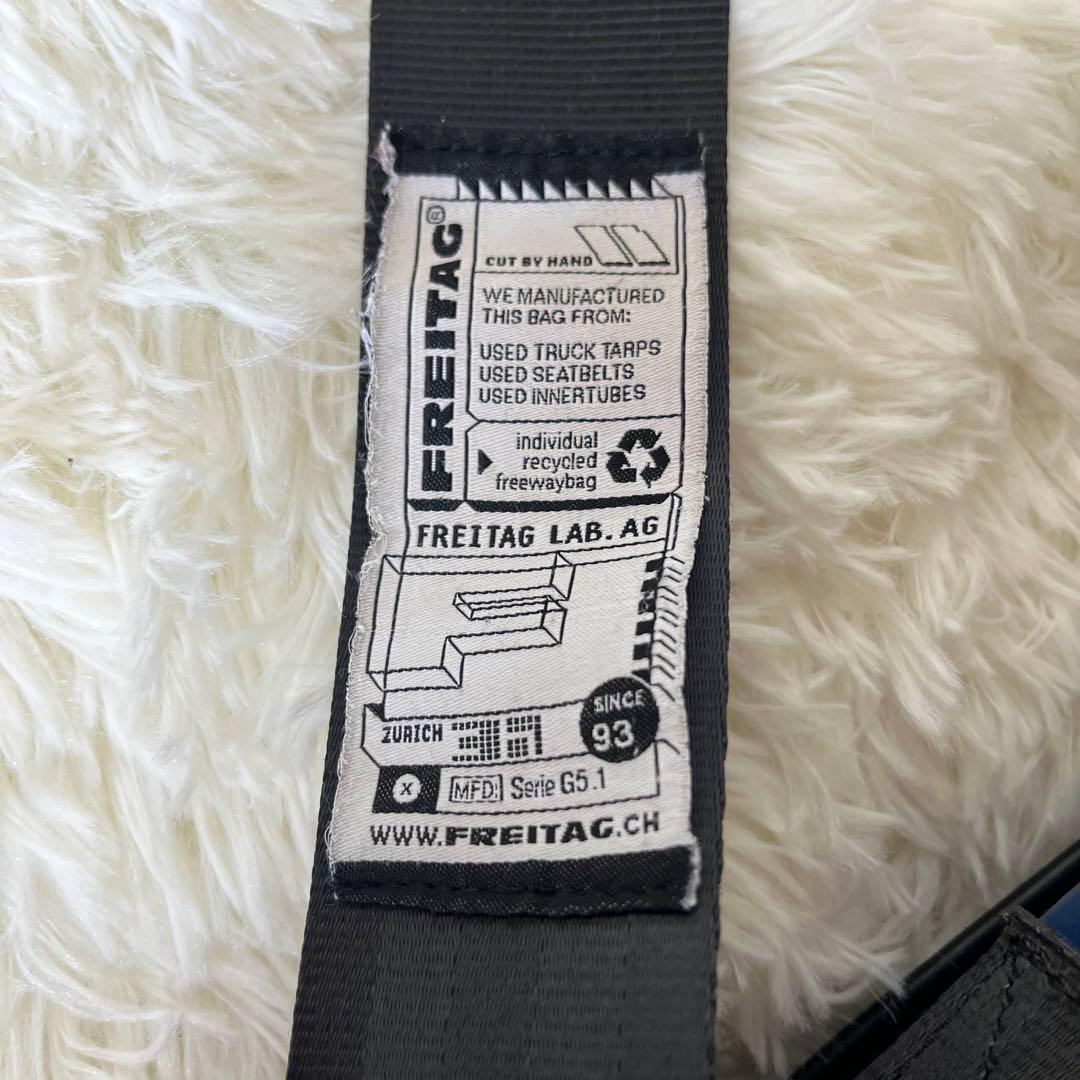 FREITAG®
CUT BY HAND
WE MANUFACTURED
THIS BAG FROM:
USED TRUCK TARPS
USED SEATBELTS
USED INNERTUBES
individual
recycled
freewaybag
FREITAG LAB. AG
SINCE
93
ZURICH
X
MFD: Serie G5.1
WWW.FREITAG.CH